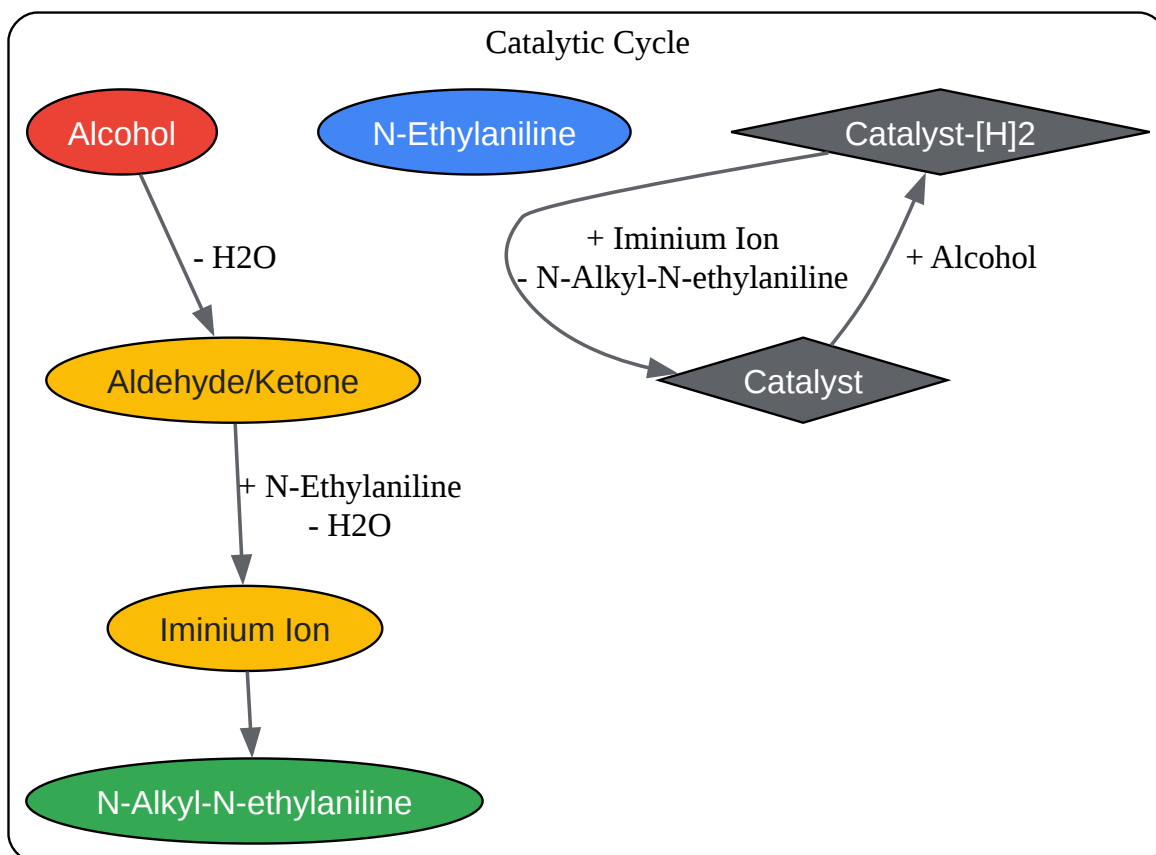 Catalytic Cycle
Alcohol
N-Ethylaniline
Catalyst-[H]2
- H2O
+ Iminium Ion
- N-Alkyl-N-ethylaniline
+ Alcohol
Aldehyde/Ketone
Catalyst
+ N-Ethylaniline
- H2O
Iminium Ion
N-Alkyl-N-ethylaniline